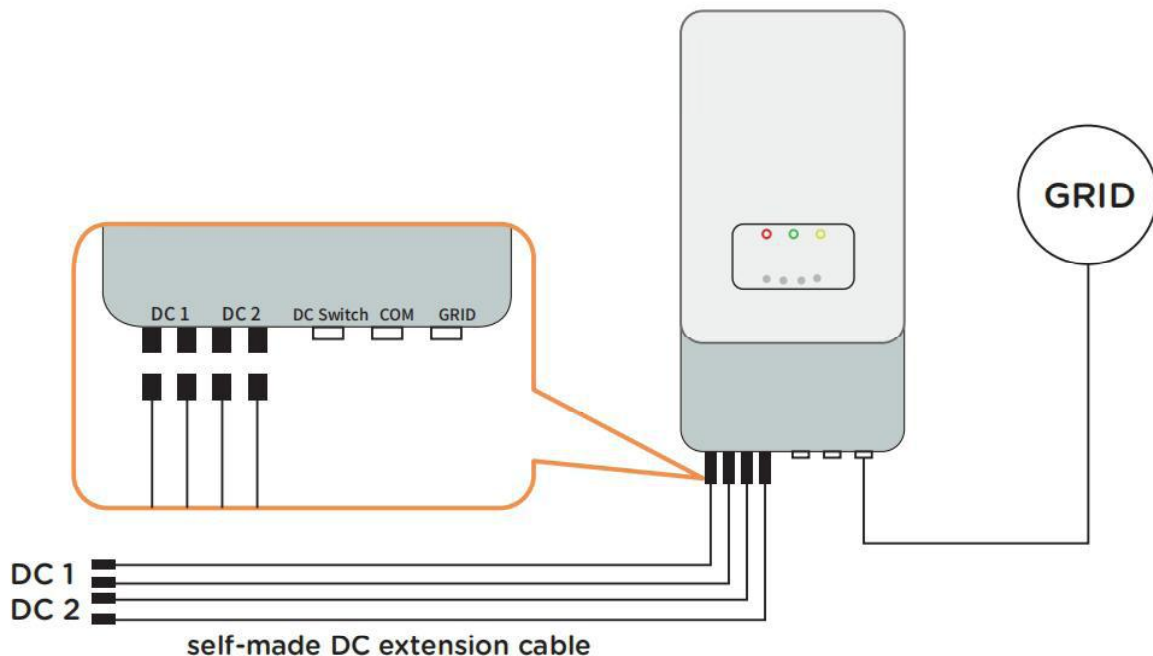 GRID
DC 1 DC 2 DC Switch COM GRID
DC 1
DC 2
self-made DC extension cable